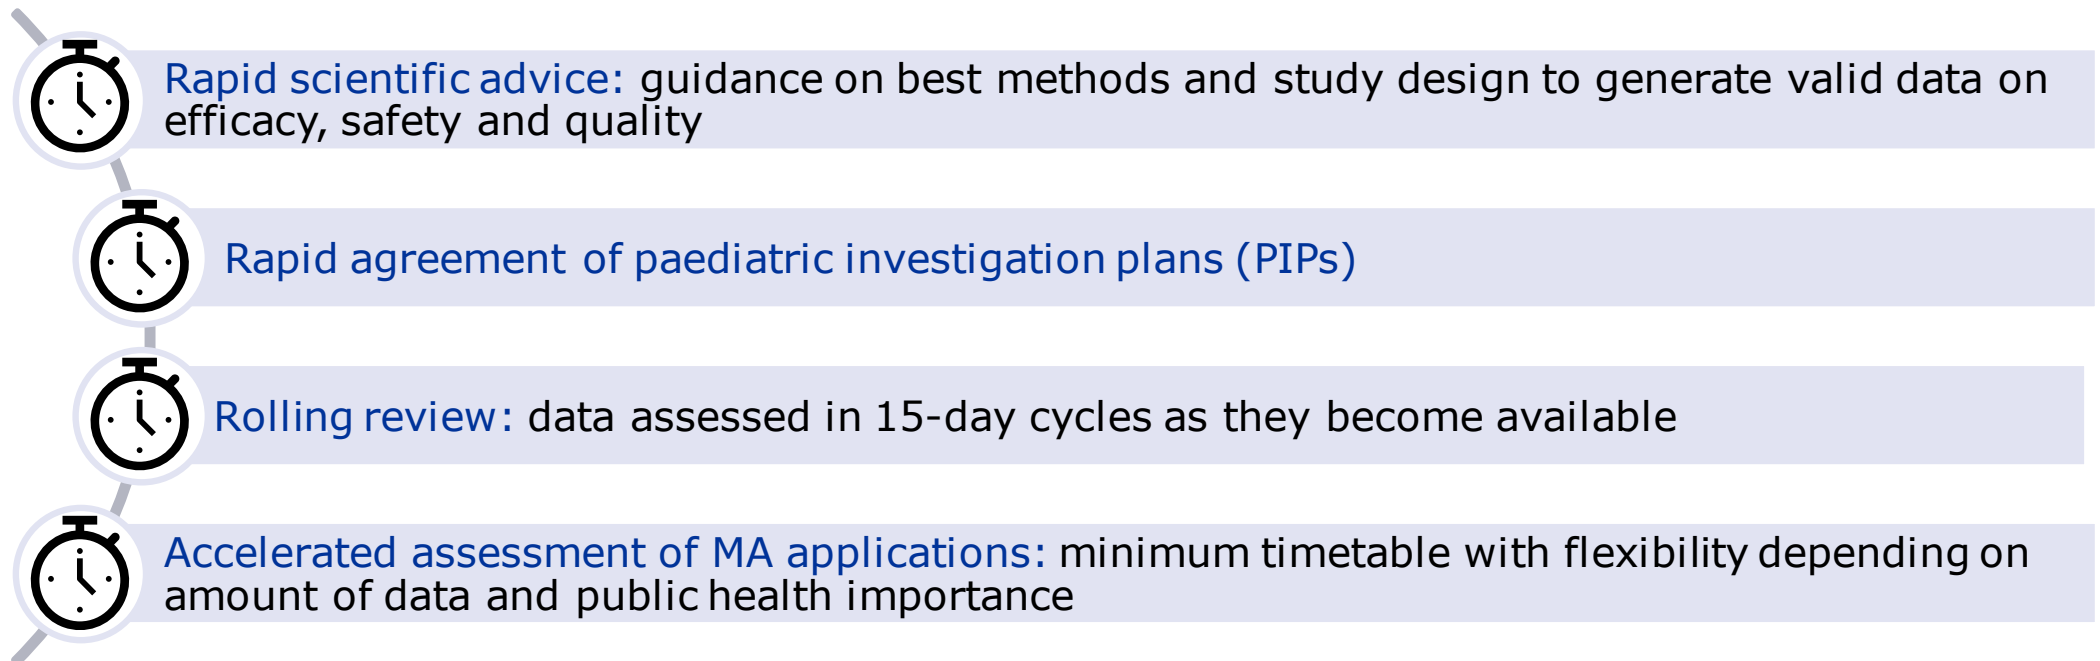 Rapid scientific advice: guidance on best methods and study design to generate valid data on
efficacy, safety and quality
Rapid agreement of paediatric investigation plans (PIPs)
Rolling review: data assessed in 15-day cycles as they become available
Accelerated assessment of MA applications: minimum timetable with flexibility depending on
amount of data and public health importance